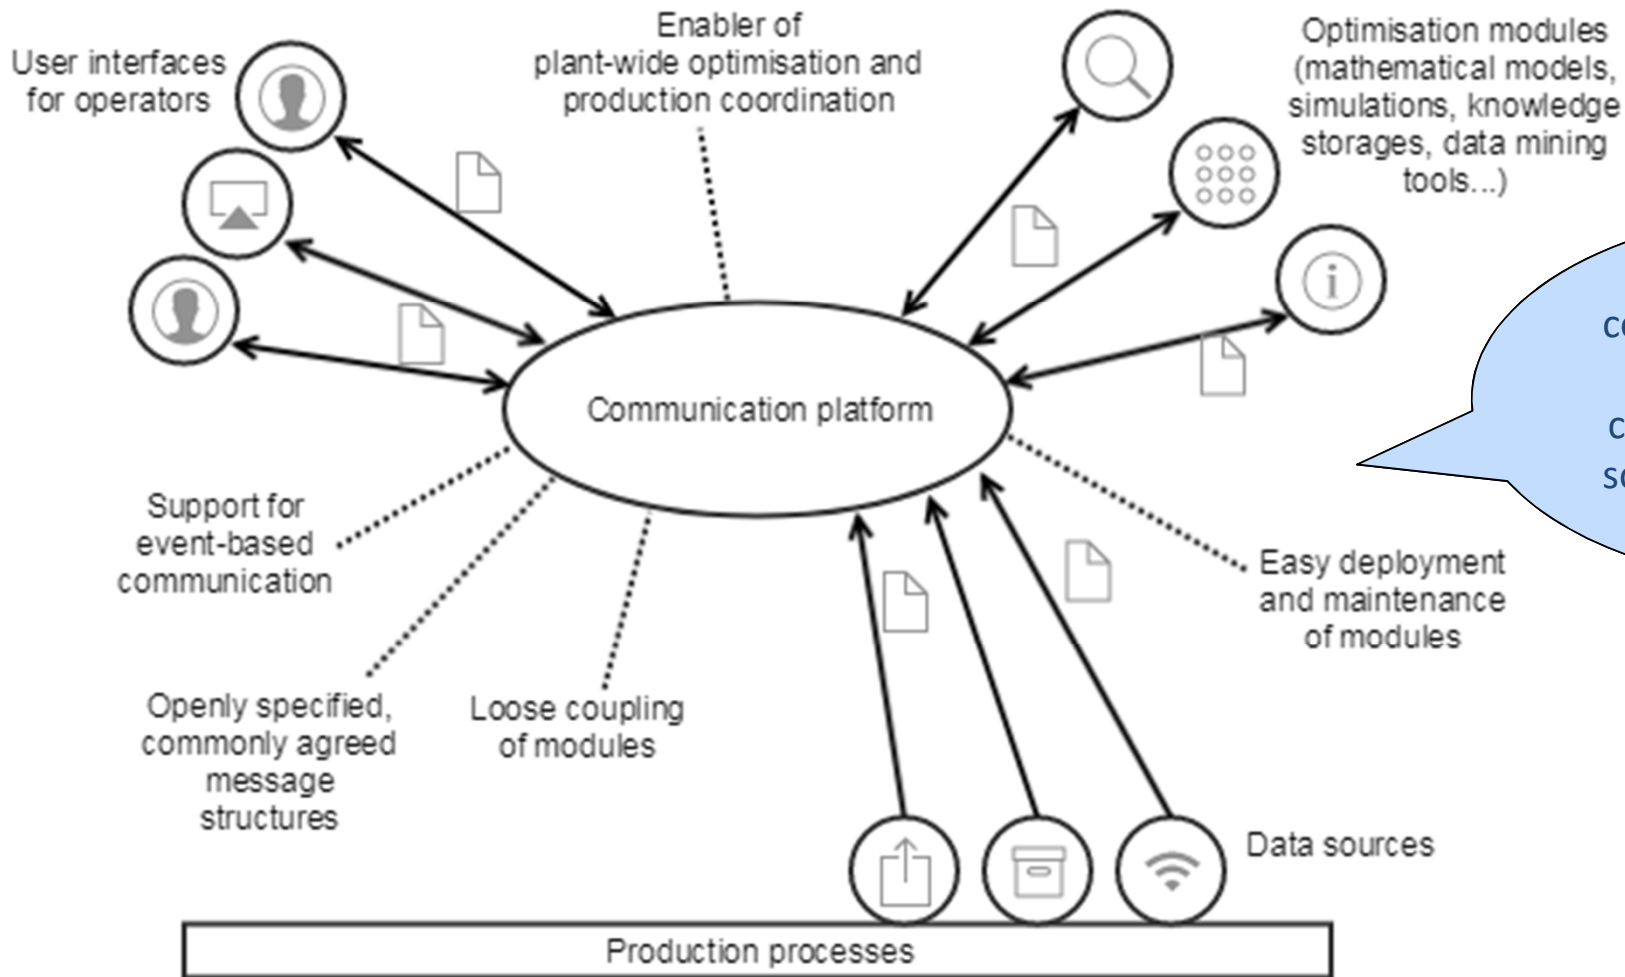 Enabler of
plant-wide optimisation and
production coordination
User interfaces
for operators
Optimisation modules
(mathematical models,
simulations, knowledge
storages, data mining
tools...)
i
Communication platform
Support for
event-based
communication
Easy deployment
and maintenance
of modules
Openly specified,
commonly agreed
message
structures
Loose coupling
of modules
Data sources
Production processes